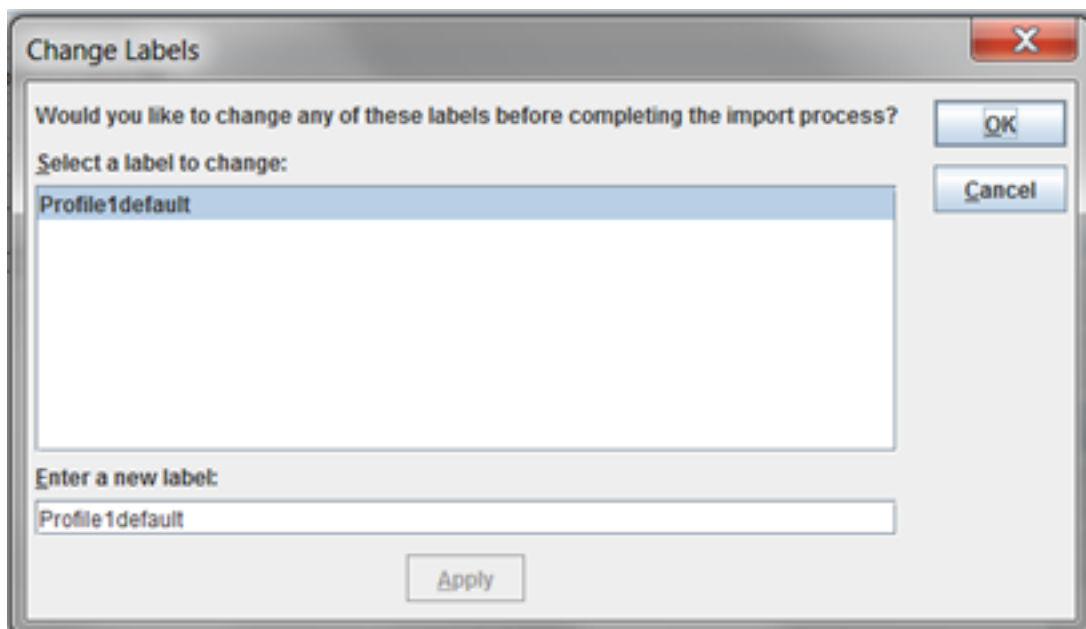 Change Labels
Would you like to change any of these labels before completing the import process?
OK
Select a label to change:
Cancel
Profile1default
Enter a new label:
Profile1default
Apply